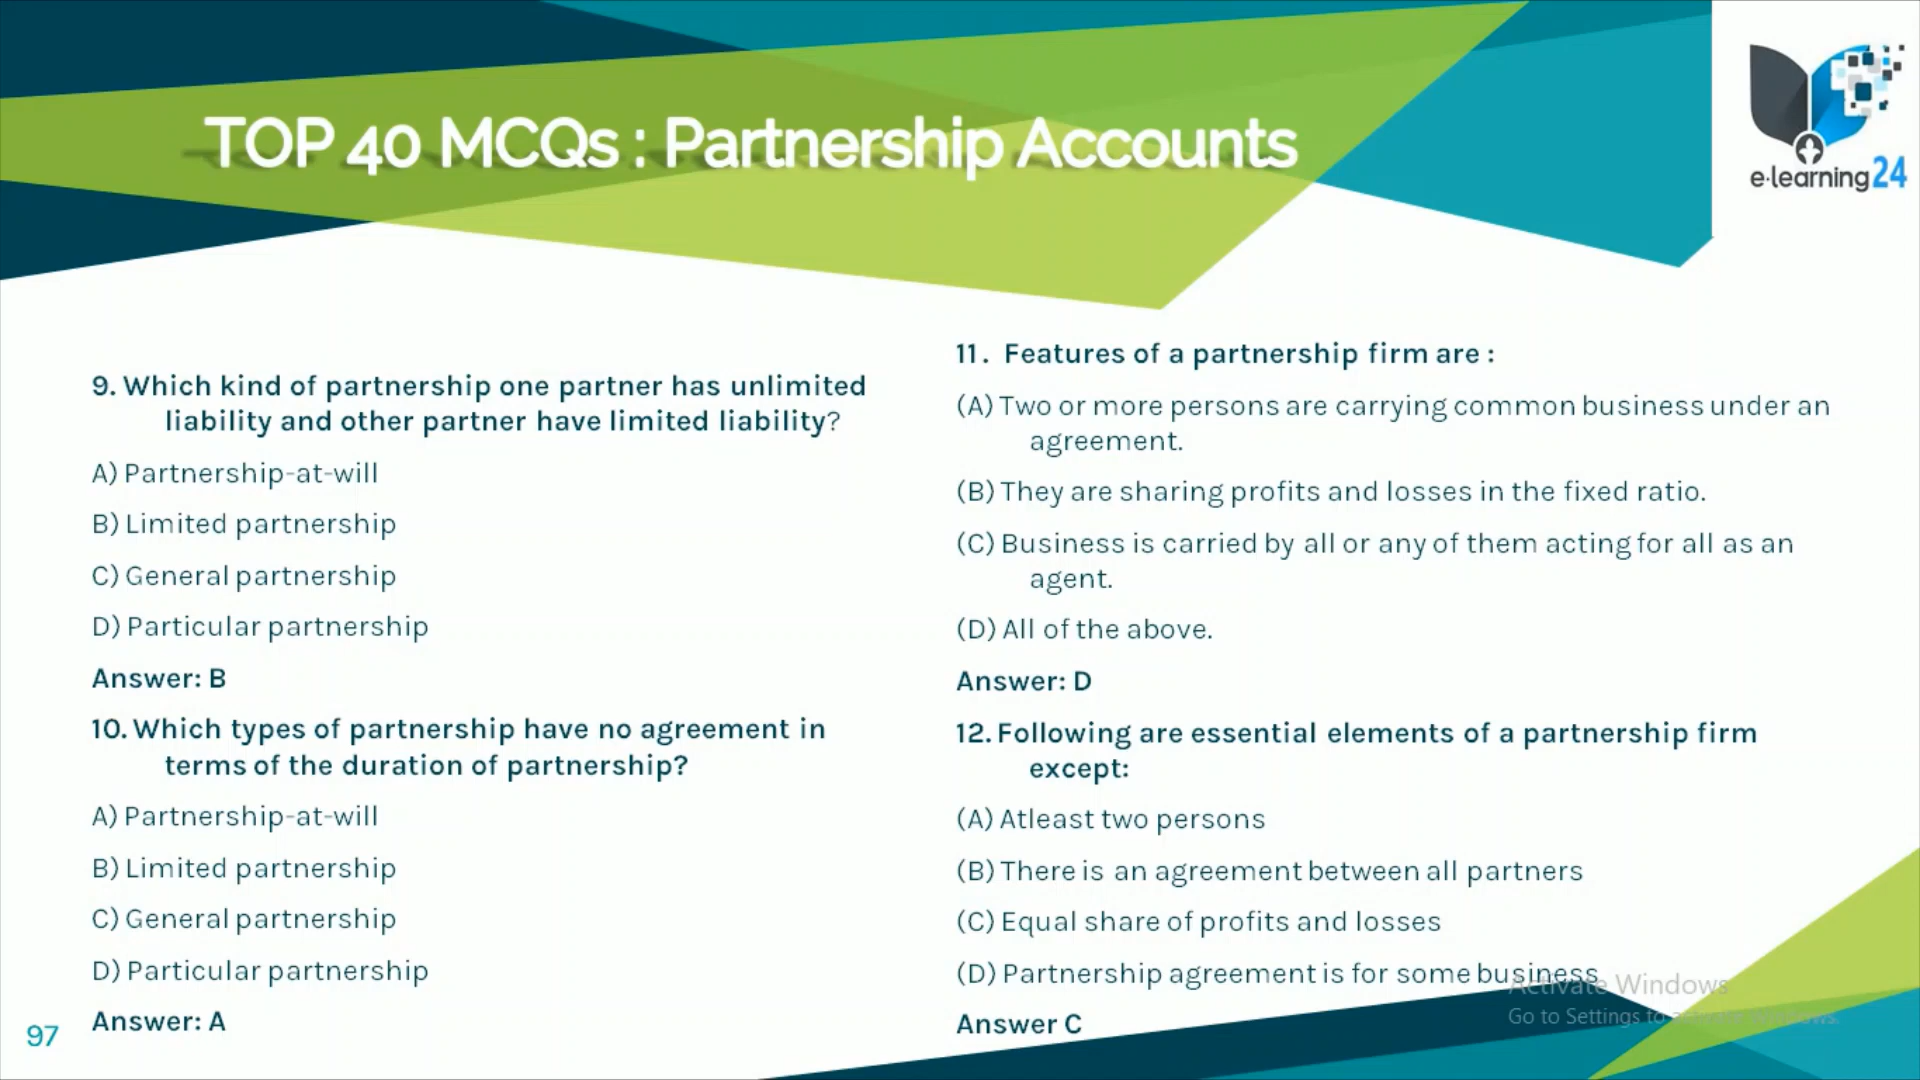 TOP 40 MCQs : Partnership Accounts
e-learning24
9. Which kind of partnership one partner has unlimited
liability and other partner have limited liability?
A) Partnership-at-will
B) Limited partnership
C) General partnership
D) Particular partnership
Answer: B
10. Which types of partnership have no agreement in
terms of the duration of partnership?
A) Partnership-at-will
B) Limited partnership
C) General partnership
D) Particular partnership
Answer: A
97
11. Features of a partnership firm are :
(A) Two or more persons are carrying common business under an
agreement.
(B) They are sharing profits and losses in the fixed ratio.
(C) Business is carried by all or any of them acting for all as an
agent.
(D) All of the above.
Answer: D
12. Following are essential elements of a partnership firm
except:
(A) Atleast two persons
(B) There is an agreement between all partners
(C) Equal share of profits and losses
(D) Partnership agreement is for some business
Answer C
Activate Windows
Go to Settings to activate Windows.